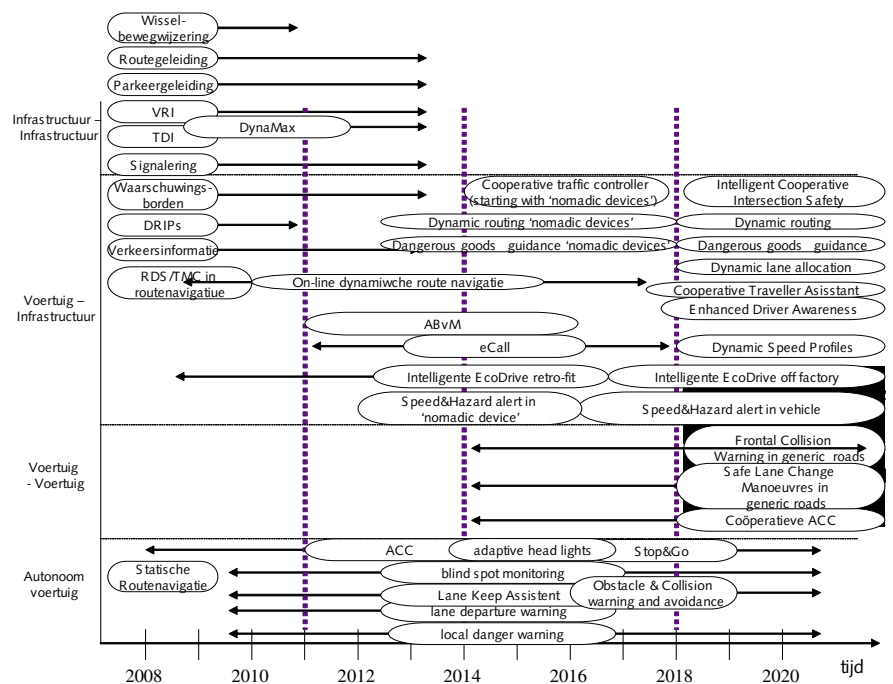 Wissel-
bewegwijzering
Routegeleiding
Parkeergeleiding
Infrastructuur –
Infrastructuur
VRI
DynaMax
TDI
Signalering
Voertuig –
Infrastructuur
Waarschuwings-
borden
Cooperative traffic controller
(starting with 'nomadic devices')
Intelligent Cooperative
Intersection Safety
DRIPs
Dynamic routing 'nomadic devices'
Dynamic routing
Verkeersinformatie
Dangerous goods guidance 'nomadic devices'
Dangerous goods guidance
Dynamic lane allocation
RDS/TMC in
routenavigatiue
On-line dynamiwche route navigatie
Cooperative Traveller Asisstant
Enhanced Driver Awareness
ABvM
eCall
Dynamic Speed Profiles
Intelligente EcoDrive retro-fit
Intelligente EcoDrive off factory
Speed&Hazard alert in
'nomadic device'
Speed&Hazard alert in vehicle
Voertuig
- Voertuig
Frontal Collision
Warning in generic roads
Safe Lane Change
Manoeuvres in
generic roads
Coöperatieve ACC
Autonoom
voertuig
ACC
adaptive head lights
Stop&Go
Statische
Routenavigatie
blind spot monitoring
Lane Keep Assistent
Obstacle & Collision
warning and avoidance
lane departure warning
local danger warning
2008
2010
2012
2014
2016
2018
2020
tijd